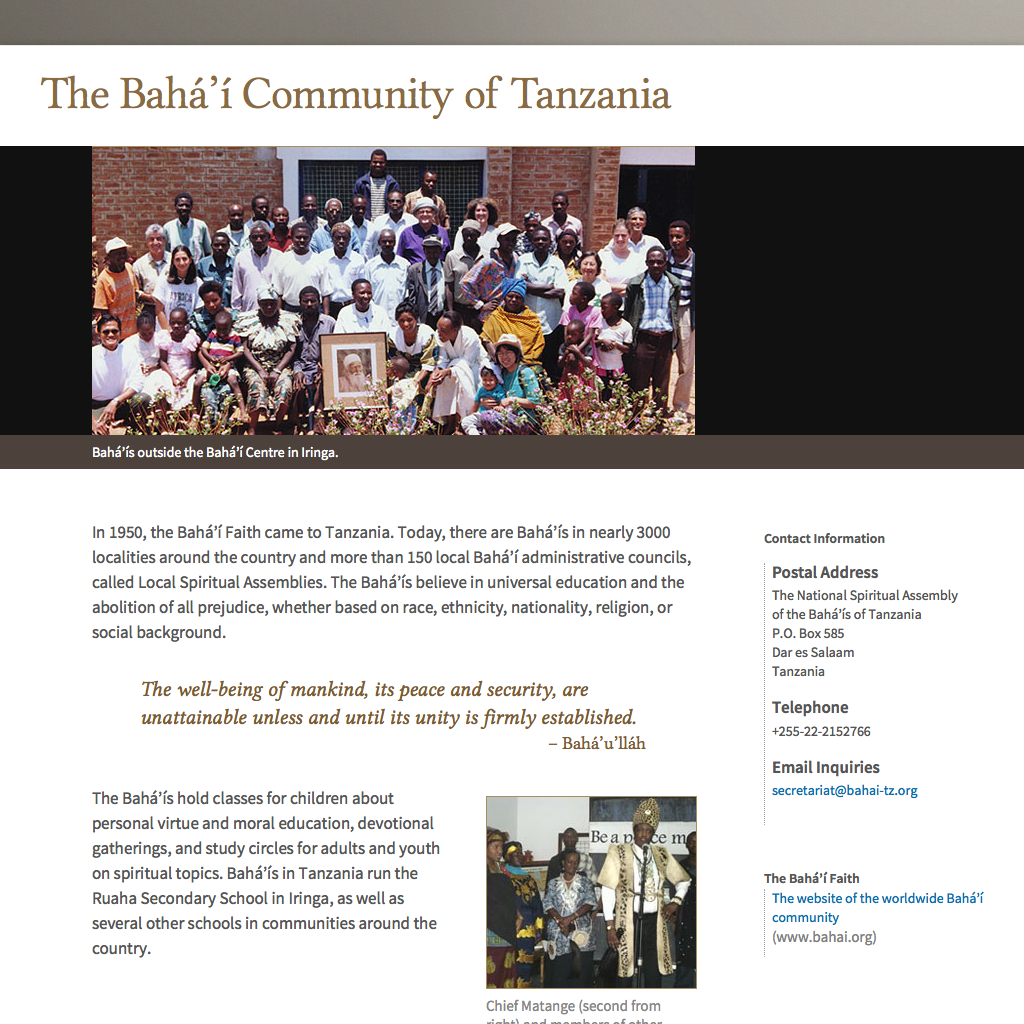 The Bahá’í Community of Tanzania
AFRICA
Bahá’ís outside the Bahá’í Centre in Iringa.
In 1950, the Bahá’í Faith came to Tanzania. Today, there are Bahá’ís in nearly 3000
localities around the country and more than 150 local Bahá’í administrative councils,
called Local Spiritual Assemblies. The Bahá’ís believe in universal education and the
abolition of all prejudice, whether based on race, ethnicity, nationality, religion, or
social background.
The well-being of mankind, its peace and security, are
unattainable unless and until its unity is firmly established.
– Bahá’u’lláh
The Bahá’ís hold classes for children about
personal virtue and moral education, devotional
gatherings, and study circles for adults and youth
on spiritual topics. Bahá’ís in Tanzania run the
Ruaha Secondary School in Iringa, as well as
several other schools in communities around the
country.
Be a p ce m
Chief Matange (second from
right) and members of other
Contact Information
Postal Address
The National Spiritual Assembly
of the Bahá’ís of Tanzania
P.O. Box 585
Dar es Salaam
Tanzania
Telephone
+255-22-2152766
Email Inquiries
secretariat@bahai-tz.org
The Bahá’í Faith
The website of the worldwide Bahá’í
community
(www.bahai.org)